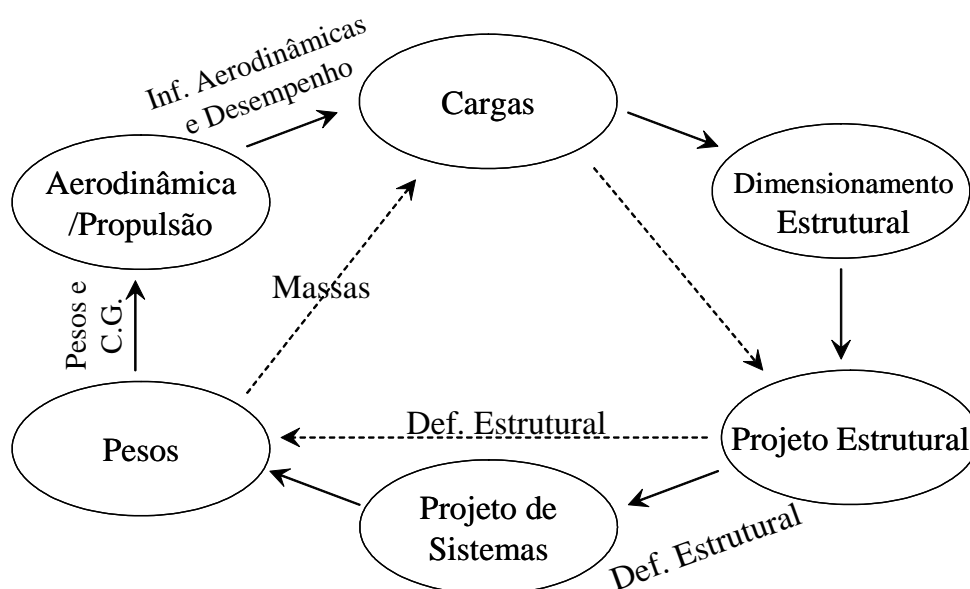 Inf. Aerodinâmicas
e Desempenho
Cargas
Aerodinâmica
/Propulsão
Dimensionamento
Estrutural
Massas
Pesos e
C.G.
Def. Estrutural
Projeto Estrutural
Pesos
Projeto de
Sistemas
Def. Estrutural